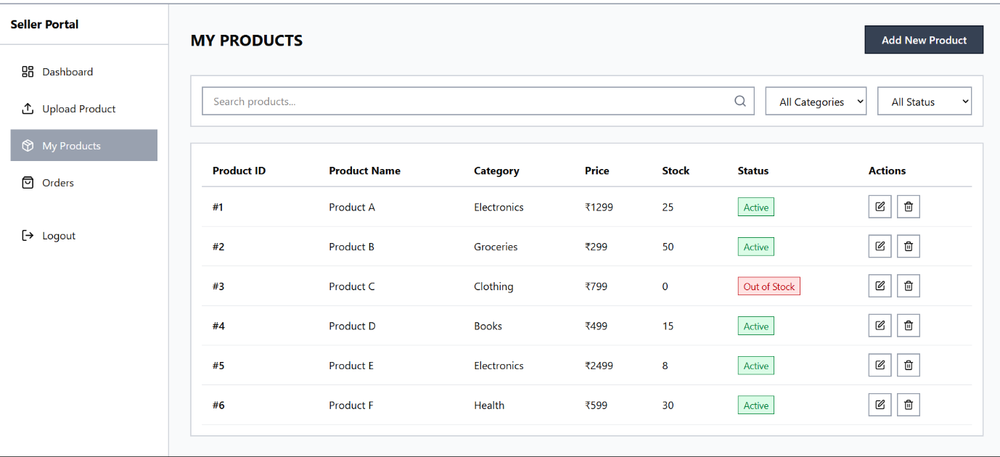 Seller Portal
Dashboard
Upload Product
My Products
Orders
Logout
MY PRODUCTS
Add New Product
Search products...
All Categories
All Status
Product ID Product Name Category Price Stock Status Actions
#1 Product A Electronics ₹1299 25 Active
#2 Product B Groceries ₹299 50 Active
#3 Product C Clothing ₹799 0 Out of Stock
#4 Product D Books ₹499 15 Active
#5 Product E Electronics ₹2499 8 Active
#6 Product F Health ₹599 30 Active